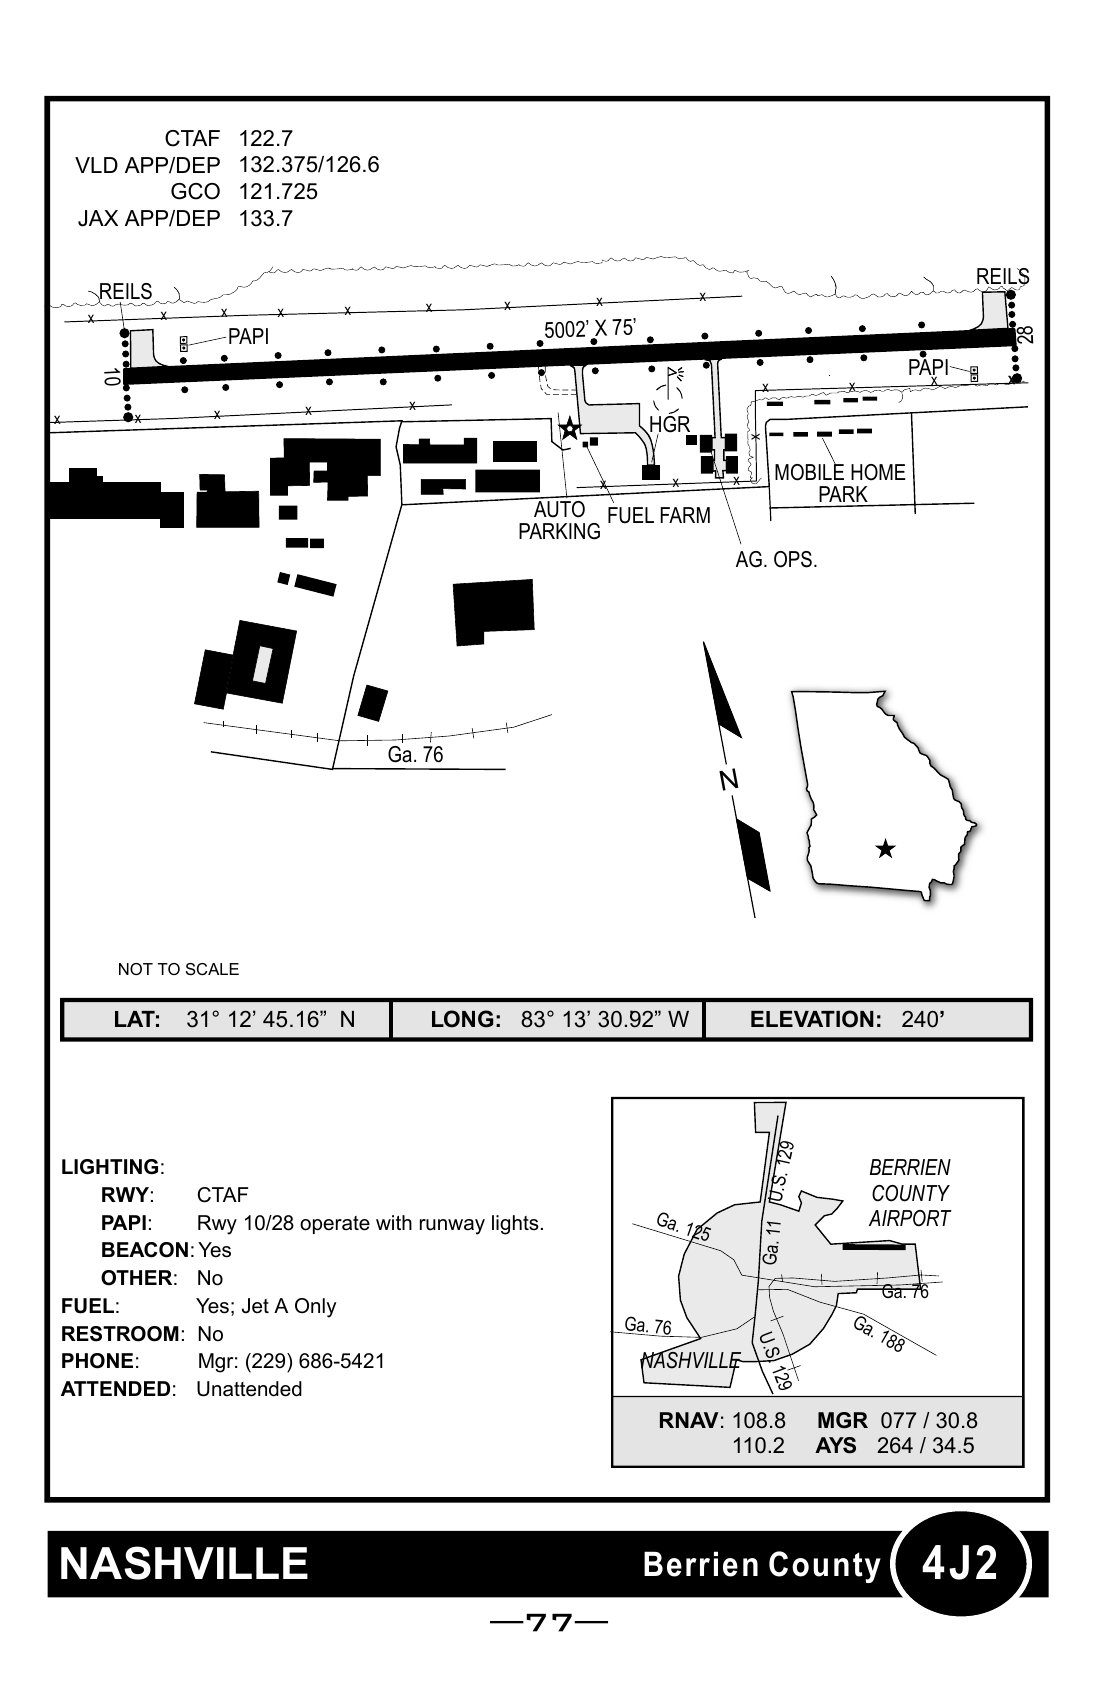 CTAF 122.7
VLD APP/DEP 132.375/126.6
GCO 121.725
JAX APP/DEP 133.7
REILS
REILS
PAPI
5002’ X 75’
28
10
PAPI
HGR
MOBILE HOME
PARK
AUTO
PARKING
FUEL FARM
AG. OPS.
Ga. 76
N
NOT TO SCALE
LAT: 31° 12’ 45.16” N LONG: 83° 13’ 30.92” W ELEVATION: 240’
LIGHTING:
RWY: CTAF
PAPI: Rwy 10/28 operate with runway lights.
BEACON: Yes
OTHER: No
FUEL: Yes; Jet A Only
RESTROOM: No
PHONE: Mgr: (229) 686-5421
ATTENDED: Unattended
U.S. 129
BERRIEN
COUNTY
AIRPORT
Ga. 125
Ga. 11
Ga. 76
Ga. 76
Ga. 188
NASHVILLE
U.S. 129
RNAV: 108.8 MGR 077 / 30.8
110.2 AYS 264 / 34.5
NASHVILLE Berrien County 4J2
—77—